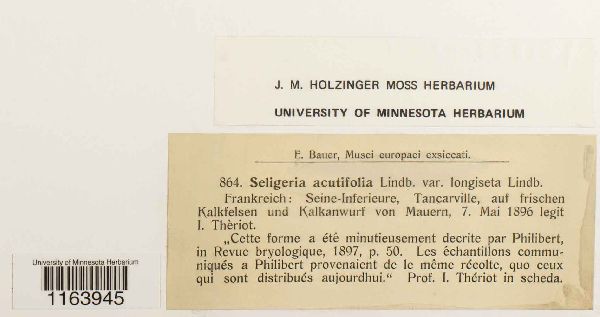 J. M. HOLZINGER MOSS HERBARIUM
UNIVERSITY OF MINNESOTA HERBARIUM
E. Bauer, Musci europaei exsiccati.
864. Seligeria acutifolia Lindb. var. longiseta Lindb.
Frankreich: Seine-Inferieure, Tancarville, auf frischen
Kalkfelsen und Kalkanwurf von Mauern, 7. Mai 1896 legit
I. Thèriot.
„Cette forme a été minutieusement decrite par Philibert,
in Revue bryologique, 1897, p. 50. Les échantillons commu-
niqués a Philibert provenaient de le même récolte, quo ceux
qui sont distribués aujourdhui.“ Prof. I. Thériot in scheda.
University of Minnesota Herbarium
1163945